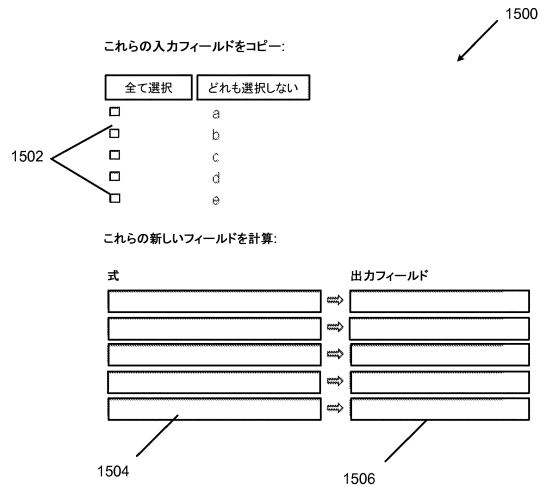 1500
これらの入力フィールドをコピー:
全て選択 どれも選択しない
a
b
1502
c
d
e
これらの新しいフィールドを計算:
式 出力フィールド
1504
1506